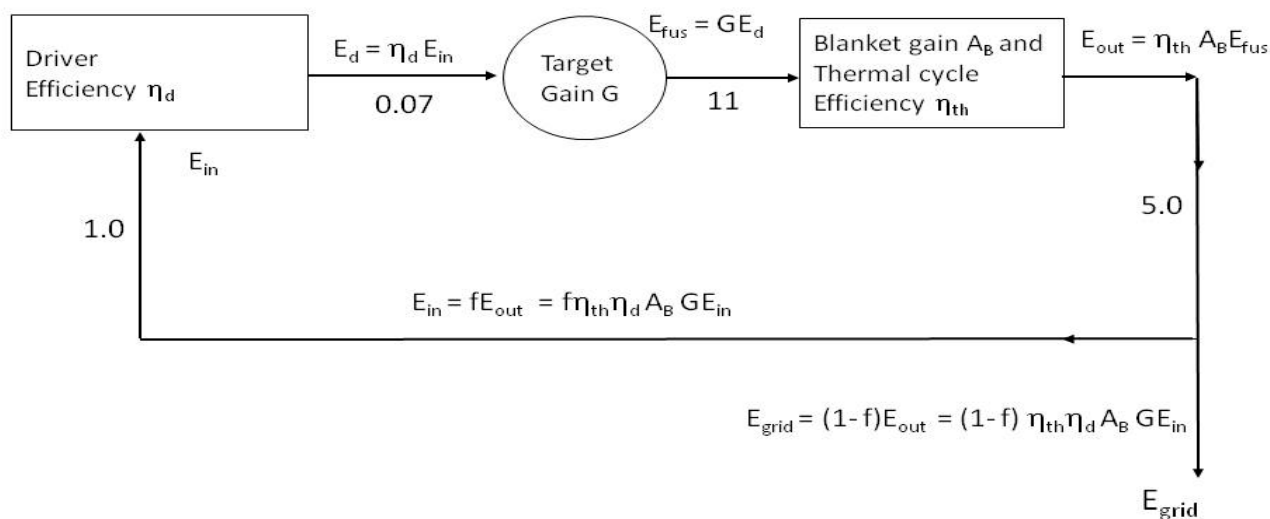 Driver
Efficiency η_d
E_d = η_d E_in
0.07
Target
Gain G
E_fus = GE_d
11
Blanket gain A_B and
Thermal cycle
Efficiency η_th
E_out = η_th A_B E_fus
E_in
1.0
5.0
E_in = fE_out = fη_th η_d A_B GE_in
E_grid = (1-f)E_out = (1-f) η_th η_d A_B GE_in
E_grid